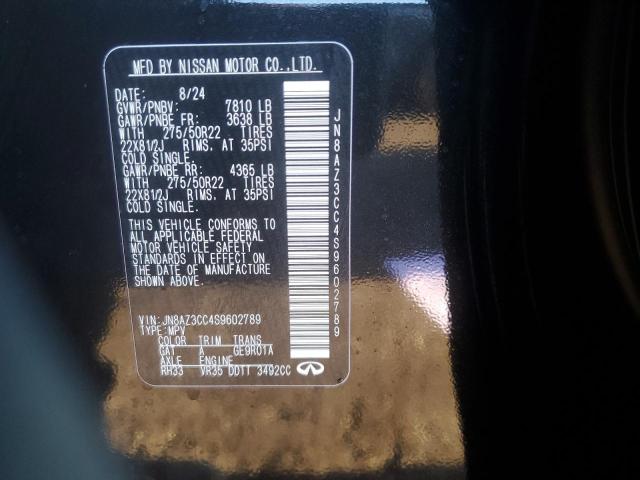 MFD BY NISSAN MOTOR CO.,LTD.
DATE: 8/24
GVWR/PNBV: 7810 LB
GAWR/PNBE FR: 3638 LB
WITH 275/50R22 TIRES
22X81/2J RIMS. AT 35PSI
COLD SINGLE.
GAWR/PNBE RR: 4365 LB
WITH 275/50R22 TIRES
22X81/2J RIMS. AT 35PSI
COLD SINGLE.
THIS VEHICLE CONFORMS TO
ALL APPLICABLE FEDERAL
MOTOR VEHICLE SAFETY
STANDARDS IN EFFECT ON
THE DATE OF MANUFACTURE
SHOWN ABOVE.
VIN: JN8AZ3CC4S9602789
TYPE: MPV
COLOR TRIM TRANS
GAT A GE9R01A
AXLE ENGINE
RH33 VR35 DDTT 3492CC
JN8AZ3CC4S9602789